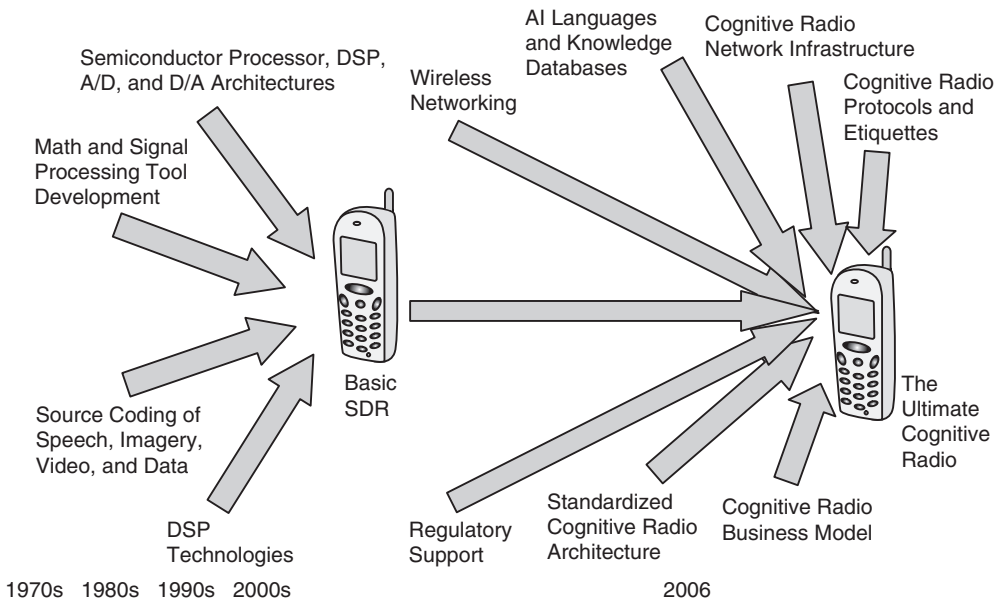 Semiconductor Processor, DSP,
A/D, and D/A Architectures
Math and Signal
Processing Tool
Development
Source Coding of
Speech, Imagery,
Video, and Data
DSP
Technologies
Basic
SDR
Wireless
Networking
AI Languages
and Knowledge
Databases
Cognitive Radio
Network Infrastructure
Cognitive Radio
Protocols and
Etiquettes
Regulatory
Support
Standardized
Cognitive Radio
Architecture
Cognitive Radio
Business Model
The
Ultimate
Cognitive
Radio
1970s 1980s 1990s 2000s 2006